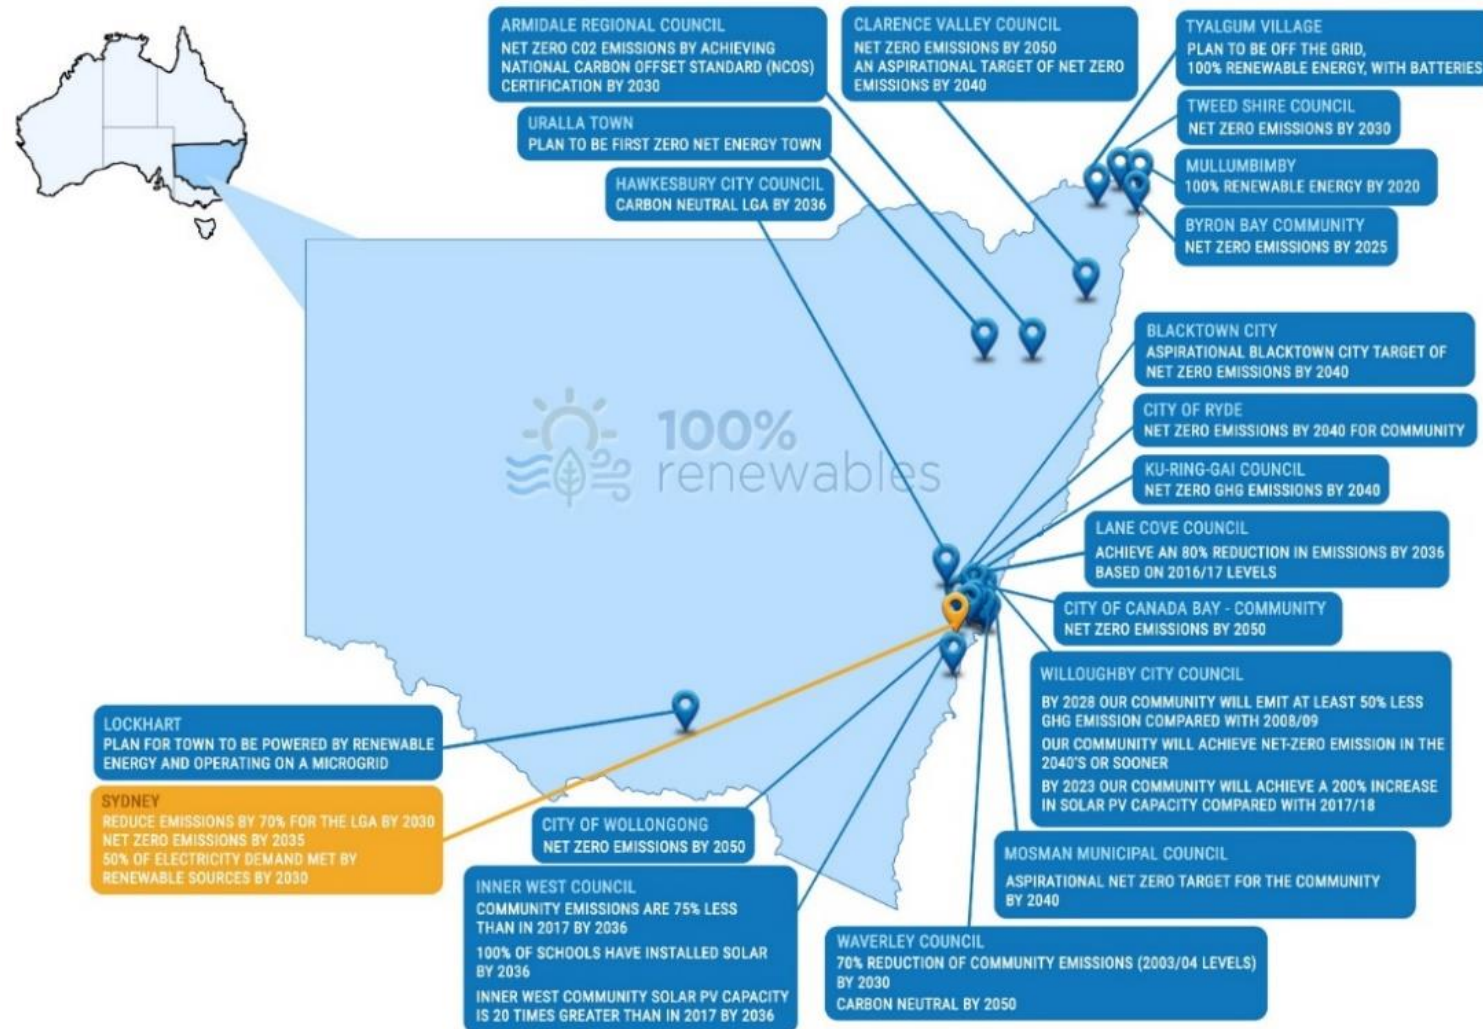 ARMIDALE REGIONAL COUNCIL
NET ZERO C02 EMISSIONS BY ACHIEVING
NATIONAL CARBON OFFSET STANDARD (NCOS)
CERTIFICATION BY 2030
CLARENCE VALLEY COUNCIL
NET ZERO EMISSIONS BY 2050
AN ASPIRATIONAL TARGET OF NET ZERO
EMISSIONS BY 2040
TYALGUM VILLAGE
PLAN TO BE OFF THE GRID,
100% RENEWABLE ENERGY, WITH BATTERIES
TWEED SHIRE COUNCIL
NET ZERO EMISSIONS BY 2030
URALLA TOWN
PLAN TO BE FIRST ZERO NET ENERGY TOWN
MULLUMBIMBY
100% RENEWABLE ENERGY BY 2020
HAWKESBURY CITY COUNCIL
CARBON NEUTRAL LGA BY 2036
BYRON BAY COMMUNITY
NET ZERO EMISSIONS BY 2025
BLACKTOWN CITY
ASPIRATIONAL BLACKTOWN CITY TARGET OF
NET ZERO EMISSIONS BY 2040
CITY OF RYDE
NET ZERO EMISSIONS BY 2040 FOR COMMUNITY
100%
renewables
KU-RING-GAI COUNCIL
NET ZERO GHG EMISSIONS BY 2040
LANE COVE COUNCIL
ACHIEVE AN 80% REDUCTION IN EMISSIONS BY 2036
BASED ON 2016/17 LEVELS
CITY OF CANADA BAY - COMMUNITY
NET ZERO EMISSIONS BY 2050
WILLOUGHBY CITY COUNCIL
BY 2028 OUR COMMUNITY WILL EMIT AT LEAST 50% LESS
GHG EMISSION COMPARED WITH 2008/09
OUR COMMUNITY WILL ACHIEVE NET-ZERO EMISSION IN THE
2040'S OR SOONER
BY 2023 OUR COMMUNITY WILL ACHIEVE A 200% INCREASE
IN SOLAR PV CAPACITY COMPARED WITH 2017/18
LOCKHART
PLAN FOR TOWN TO BE POWERED BY RENEWABLE
ENERGY AND OPERATING ON A MICROGRID
SYDNEY
REDUCE EMISSIONS BY 70% FOR THE LGA BY 2030
NET ZERO EMISSIONS BY 2035
50% OF ELECTRICITY DEMAND MET BY
RENEWABLE SOURCES BY 2030
CITY OF WOLLONGONG
NET ZERO EMISSIONS BY 2050
MOSMAN MUNICIPAL COUNCIL
ASPIRATIONAL NET ZERO TARGET FOR THE COMMUNITY
BY 2040
INNER WEST COUNCIL
COMMUNITY EMISSIONS ARE 75% LESS
THAN IN 2017 BY 2036
100% OF SCHOOLS HAVE INSTALLED SOLAR
BY 2036
INNER WEST COMMUNITY SOLAR PV CAPACITY
IS 20 TIMES GREATER THAN IN 2017 BY 2036
WAVERLEY COUNCIL
70% REDUCTION OF COMMUNITY EMISSIONS (2003/04 LEVELS)
BY 2030
CARBON NEUTRAL BY 2050